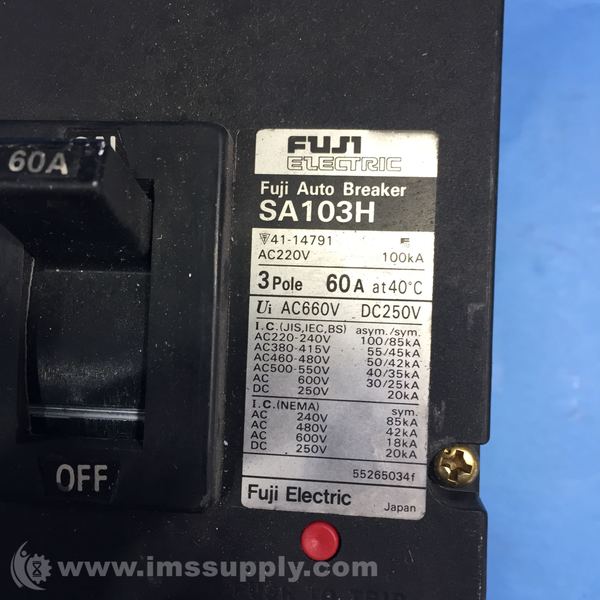 60A
FUJI
ELECTRIC
Fuji Auto Breaker
SA103H
41-14791
AC220V 100kA
3Pole 60A at 40°C
Ui AC660V DC250V
I.C.(JIS,IEC,BS) asym./sym.
AC220-240V 100/85kA
AC380-415V 55/45kA
AC460-480V 50/42kA
AC500-550V 40/35kA
AC 600V 30/25kA
DC 250V 20kA
I.C.(NEMA) sym.
AC 240V 85kA
AC 480V 42kA
AC 600V 18kA
DC 250V 20kA
55265034f
Fuji Electric
Japan
OFF
www.imssupply.com